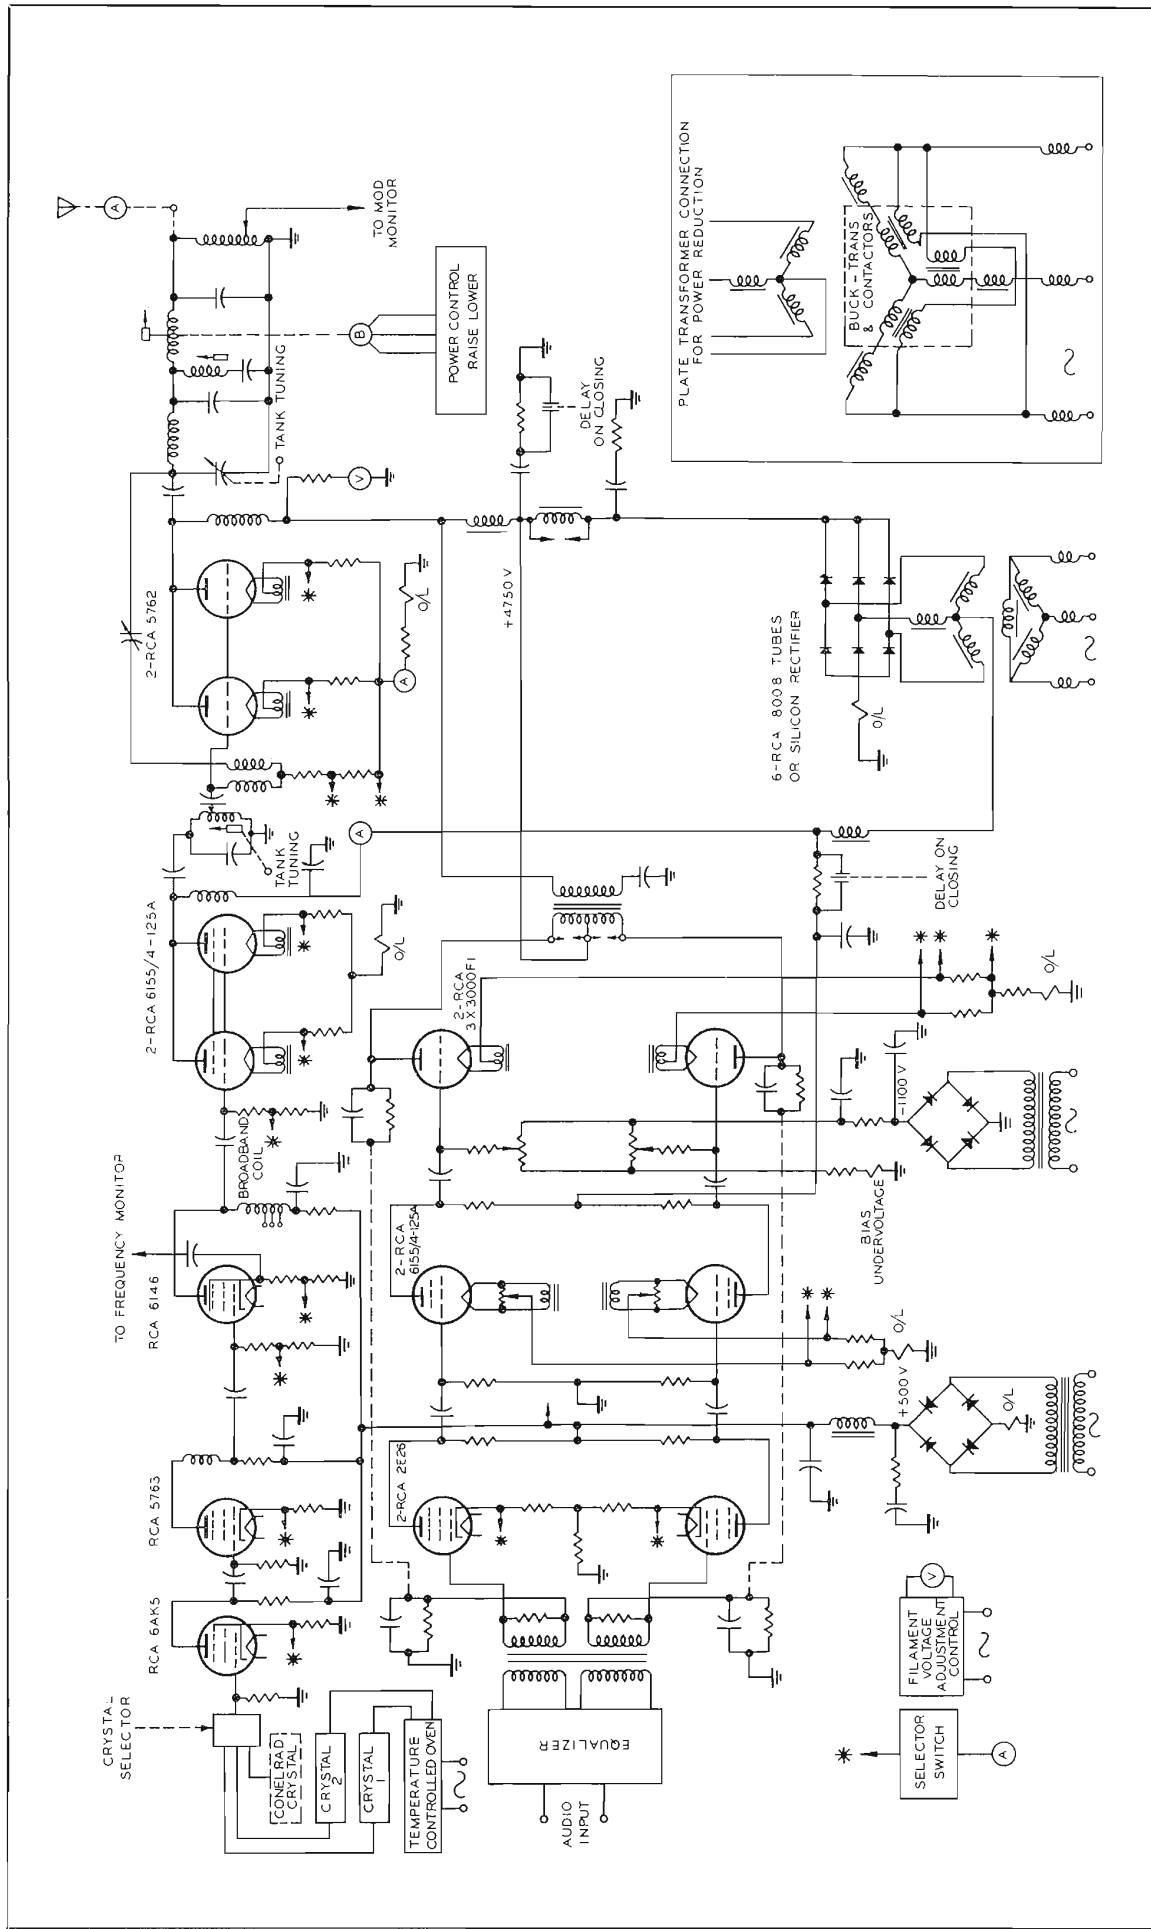 CRYSTAL
SELECTOR
CONELRAD
CRYSTAL
CRYSTAL
2
CRYSTAL
1
TEMPERATURE
CONTROLLED OVEN
AUDIO
INPUT
EQUALIZER
RCA 6AK5
RCA 5763
RCA 6146
TO FREQUENCY MONITOR
BROADBAND
COIL
2-RCA 6155/4-125A
O/L
TANK
TUNING
A
2-RCA 5762
A
O/L
V
TANK TUNING
A
TO MOD
MONITOR
B
POWER CONTROL
RAISE LOWER
2-RCA 2E26
2-RCA
6155/4-125A
2-RCA
3X3000F1
+4750V
DELAY
ON CLOSING
PLATE TRANSFORMER CONNECTION
FOR POWER REDUCTION
BUCK-TRANS
& CONTACTORS
6-RCA 8008 TUBES
OR SILICON RECTIFIER
O/L
DELAY ON
CLOSING
O/L
-1100V
BIAS
UNDERVOLTAGE
O/L
+500V
O/L
SELECTOR
SWITCH
A
FILAMENT
VOLTAGE
ADJUSTMENT
CONTROL
V